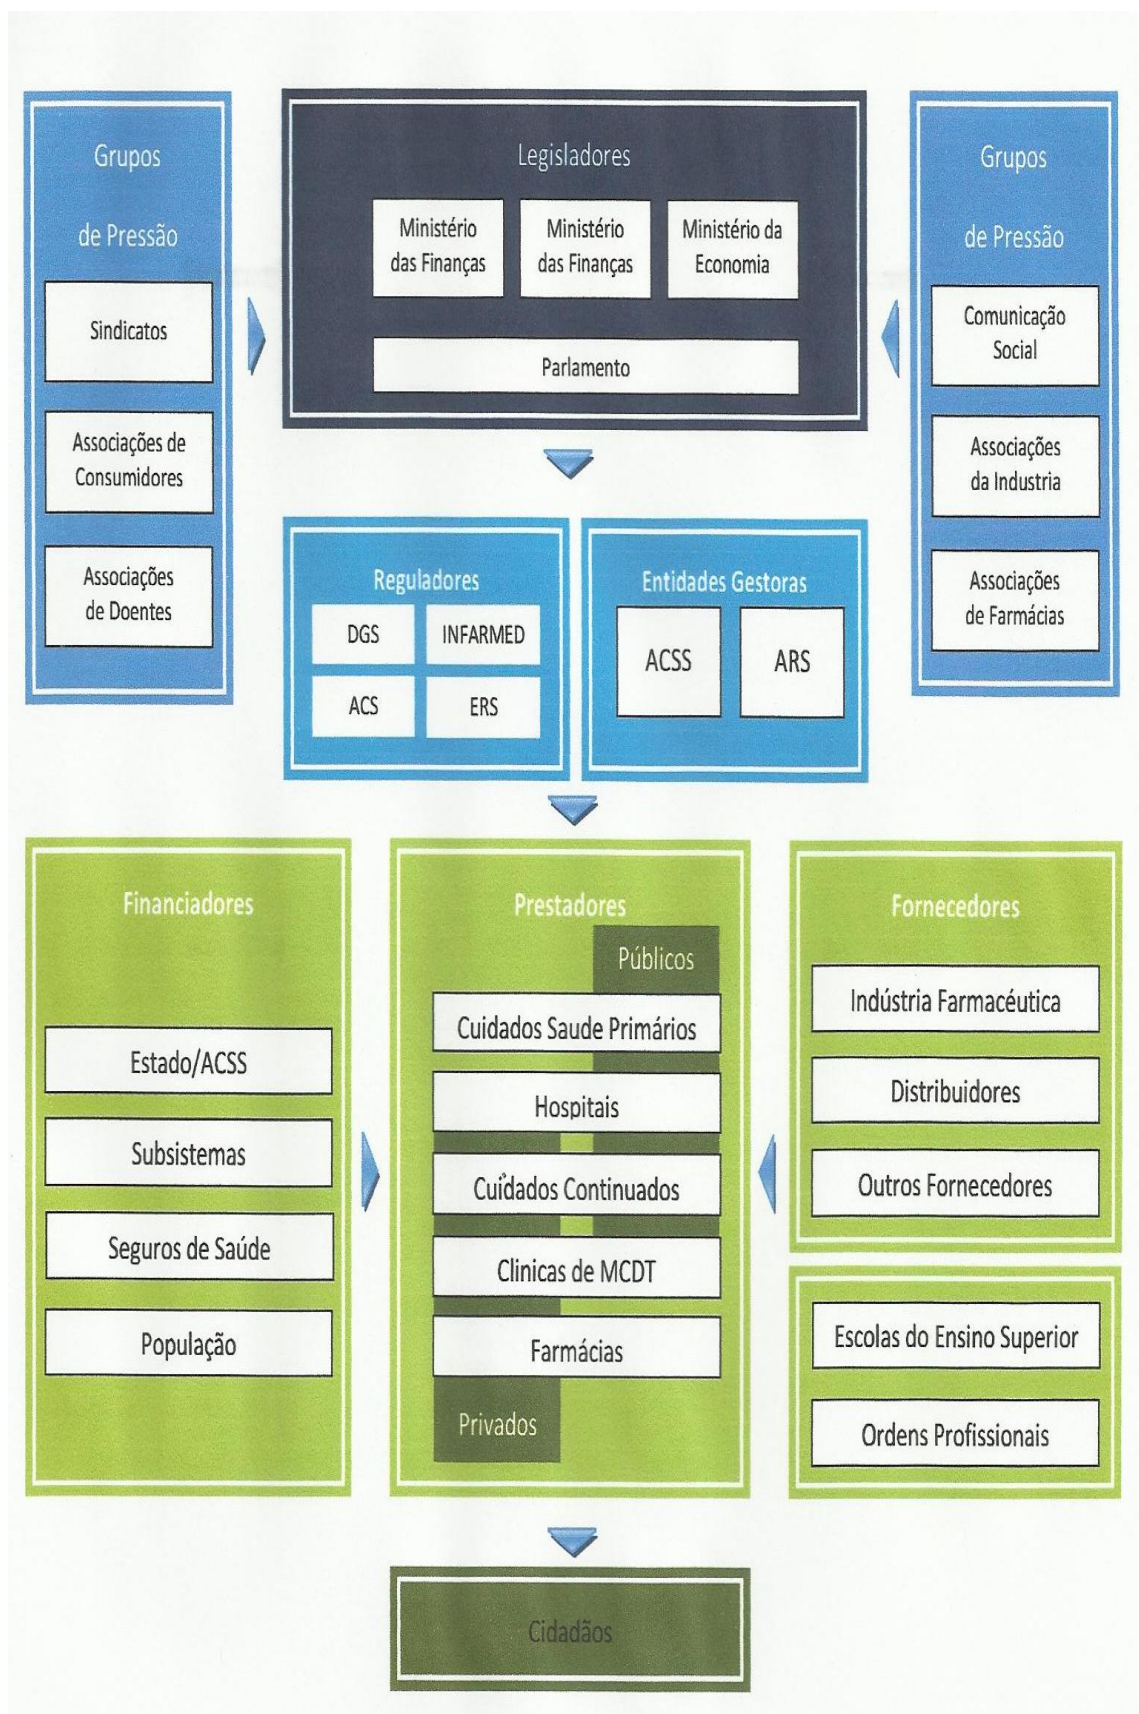 Grupos
de Pressão
Sindicatos
Associações de
Consumidores
Associações
de Doentes
Legisladores
Ministério
das Finanças
Ministério
das Finanças
Ministério da
Economia
Parlamento
Grupos
de Pressão
Comunicação
Social
Associações
da Industria
Associações
de Farmácias
Reguladores
DGS
INFARMED
ACS
ERS
Entidades Gestoras
ACSS
ARS
Financiadores
Estado/ACSS
Subsistemas
Seguros de Saúde
População
Prestadores
Públicos
Cuidados Saude Primários
Hospitais
Cuidados Continuados
Clinicas de MCDT
Farmácias
Privados
Fornecedores
Indústria Farmacéutica
Distribuidores
Outros Fornecedores
Escolas do Ensino Superior
Ordens Profissionais
Cidadãos